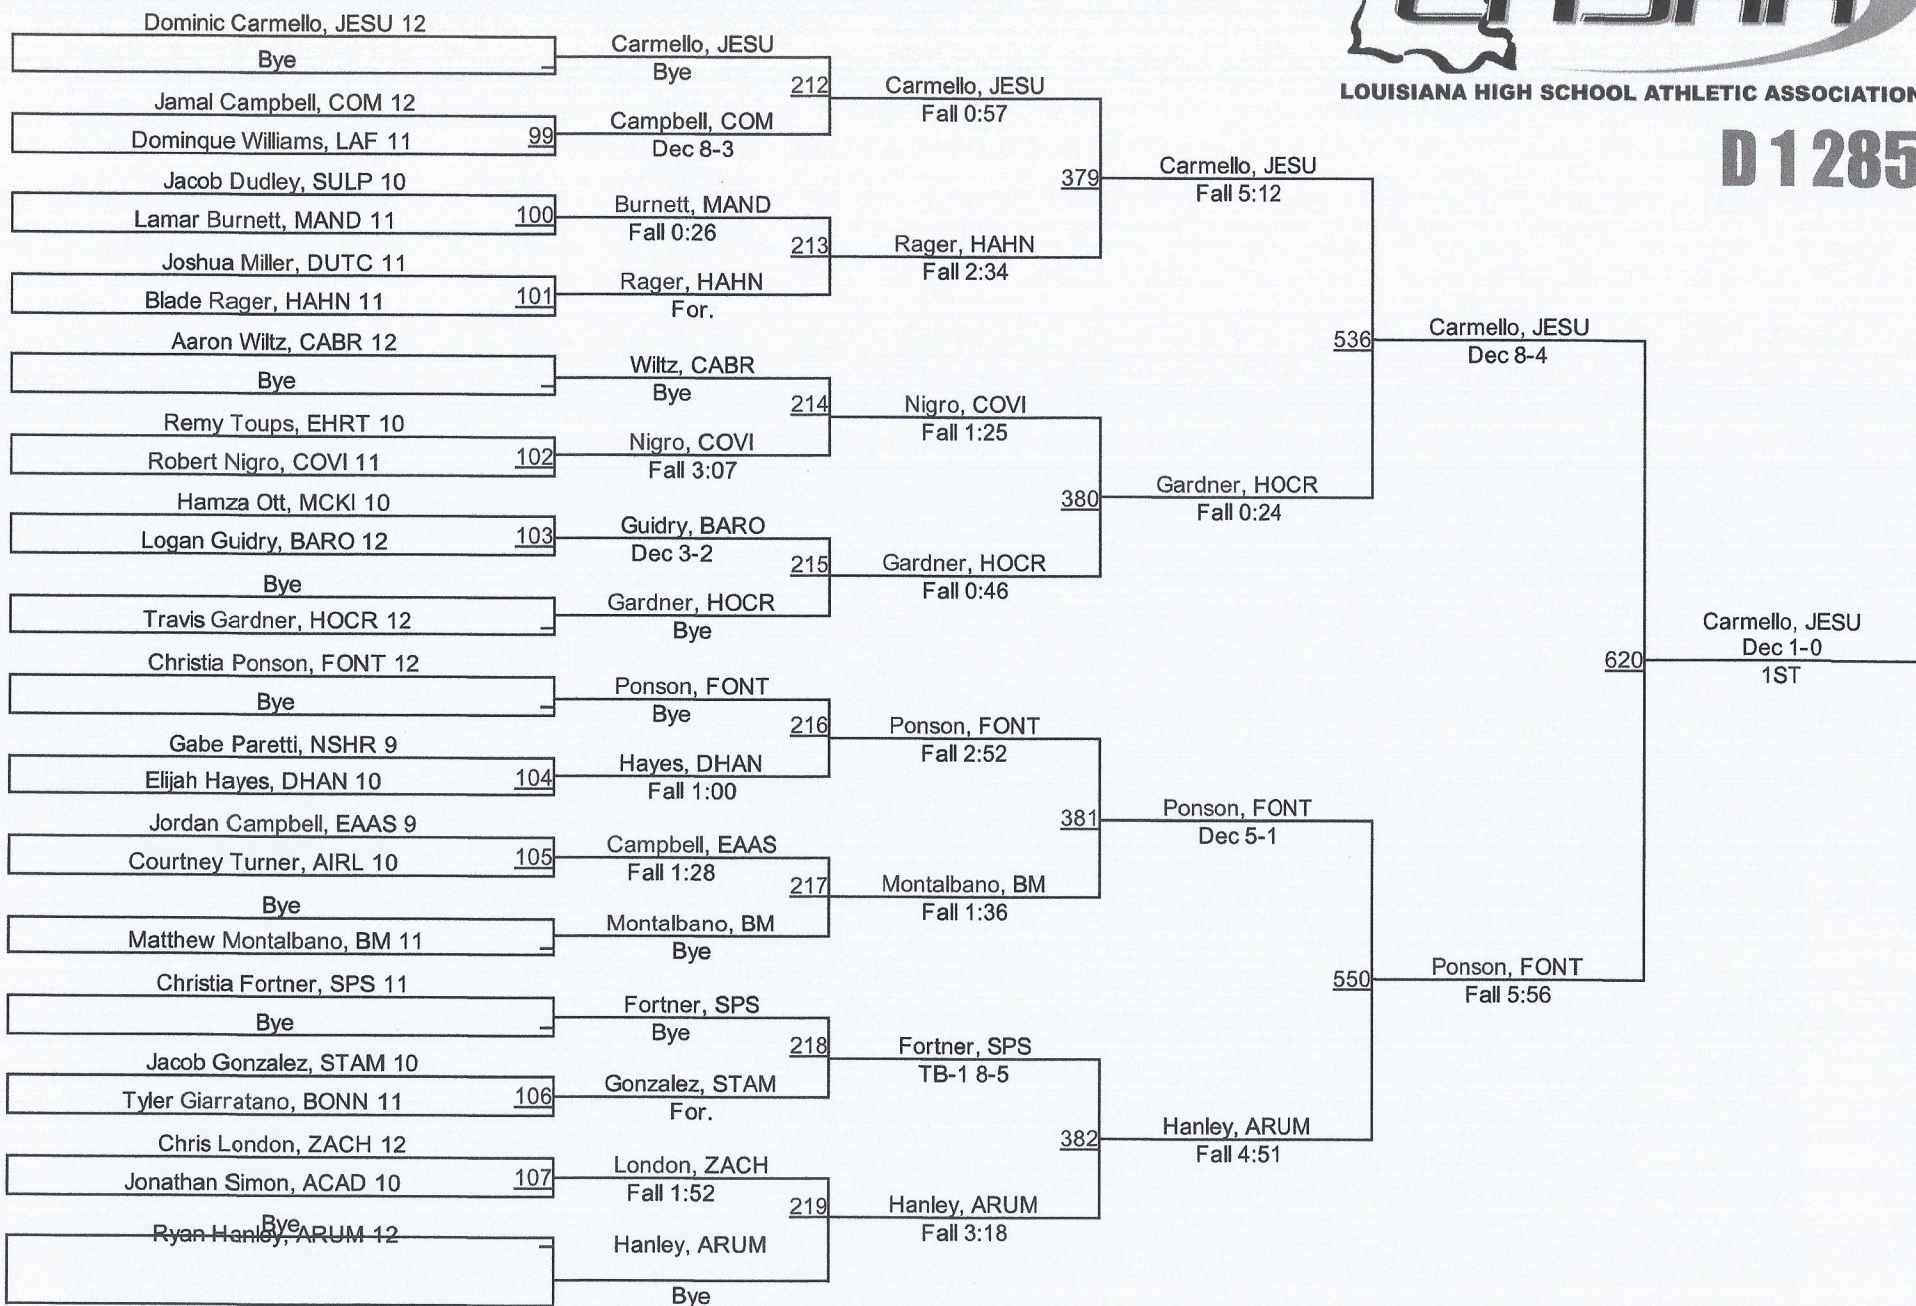 LHSAA
LOUISIANA HIGH SCHOOL ATHLETIC ASSOCIATION
D 1 285
Dominic Carmello, JESU 12
Bye
Jamal Campbell, COM 12
Dominque Williams, LAF 11
99
Jacob Dudley, SULP 10
Lamar Burnett, MAND 11
100
Joshua Miller, DUTC 11
Blade Rager, HAHN 11
101
Aaron Wiltz, CABR 12
Bye
Remy Toups, EHRT 10
Robert Nigro, COVI 11
102
Hamza Ott, MCKI 10
Logan Guidry, BARO 12
103
Bye
Travis Gardner, HOCR 12
Christia Ponson, FONT 12
Bye
Gabe Paretti, NSHR 9
Elijah Hayes, DHAN 10
104
Jordan Campbell, EAAS 9
Courtney Turner, AIRL 10
105
Bye
Matthew Montalbano, BM 11
Christia Fortner, SPS 11
Bye
Jacob Gonzalez, STAM 10
Tyler Giarratano, BONN 11
106
Chris London, ZACH 12
Jonathan Simon, ACAD 10
107
Bye
Ryan Hanley, ARUM 12
Carmello, JESU
Bye
212
Campbell, COM
Dec 8-3
Burnett, MAND
Fall 0:26
213
Rager, HAHN
For.
Wiltz, CABR
Bye
214
Nigro, COVI
Fall 3:07
Guidry, BARO
Dec 3-2
215
Gardner, HOCR
Bye
Ponson, FONT
Bye
216
Hayes, DHAN
Fall 1:00
Campbell, EAAS
Fall 1:28
217
Montalbano, BM
Bye
Fortner, SPS
Bye
218
Gonzalez, STAM
For.
London, ZACH
Fall 1:52
219
Hanley, ARUM
Bye
Carmello, JESU
Fall 0:57
379
Rager, HAHN
Fall 2:34
Nigro, COVI
Fall 1:25
380
Gardner, HOCR
Fall 0:46
Ponson, FONT
Fall 2:52
381
Montalbano, BM
Fall 1:36
Fortner, SPS
TB-1 8-5
382
Hanley, ARUM
Fall 3:18
Carmello, JESU
Fall 5:12
536
Gardner, HOCR
Fall 0:24
Ponson, FONT
Dec 5-1
550
Hanley, ARUM
Fall 4:51
Carmello, JESU
Dec 8-4
620
Ponson, FONT
Fall 5:56
Carmello, JESU
Dec 1-0
1ST